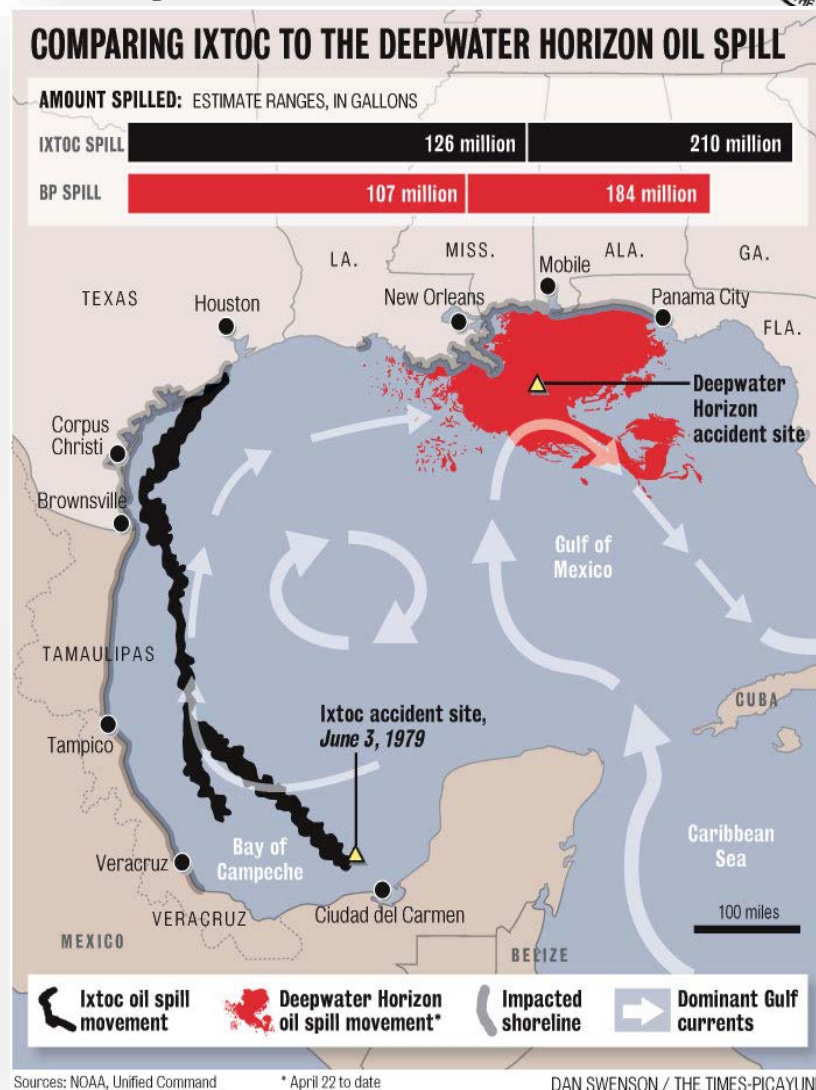 COMPARING IXTOC TO THE DEEPWATER HORIZON OIL SPILL
AMOUNT SPILLED: ESTIMATE RANGES, IN GALLONS
IXTOC SPILL 126 million 210 million
BP SPILL 107 million 184 million
LA.
MISS.
ALA.
GA.
Mobile
TEXAS
Houston
New Orleans
Panama City
FLA.
Deepwater
Horizon
accident site
Corpus
Christi
Brownsville
Gulf of
Mexico
TAMAULIPAS
CUBA
Ixtoc accident site,
June 3, 1979
Tampico
Caribbean
Sea
Bay of
Campeche
Veracruz
VERACRUZ
Ciudad del Carmen
100 miles
MEXICO
BELIZE
Ixtoc oil spill
movement
Deepwater Horizon
oil spill movement*
Impacted
shoreline
Dominant Gulf
currents
Sources: NOAA, Unified Command
* April 22 to date
DAN SWENSON / THE TIMES-PICAYUN